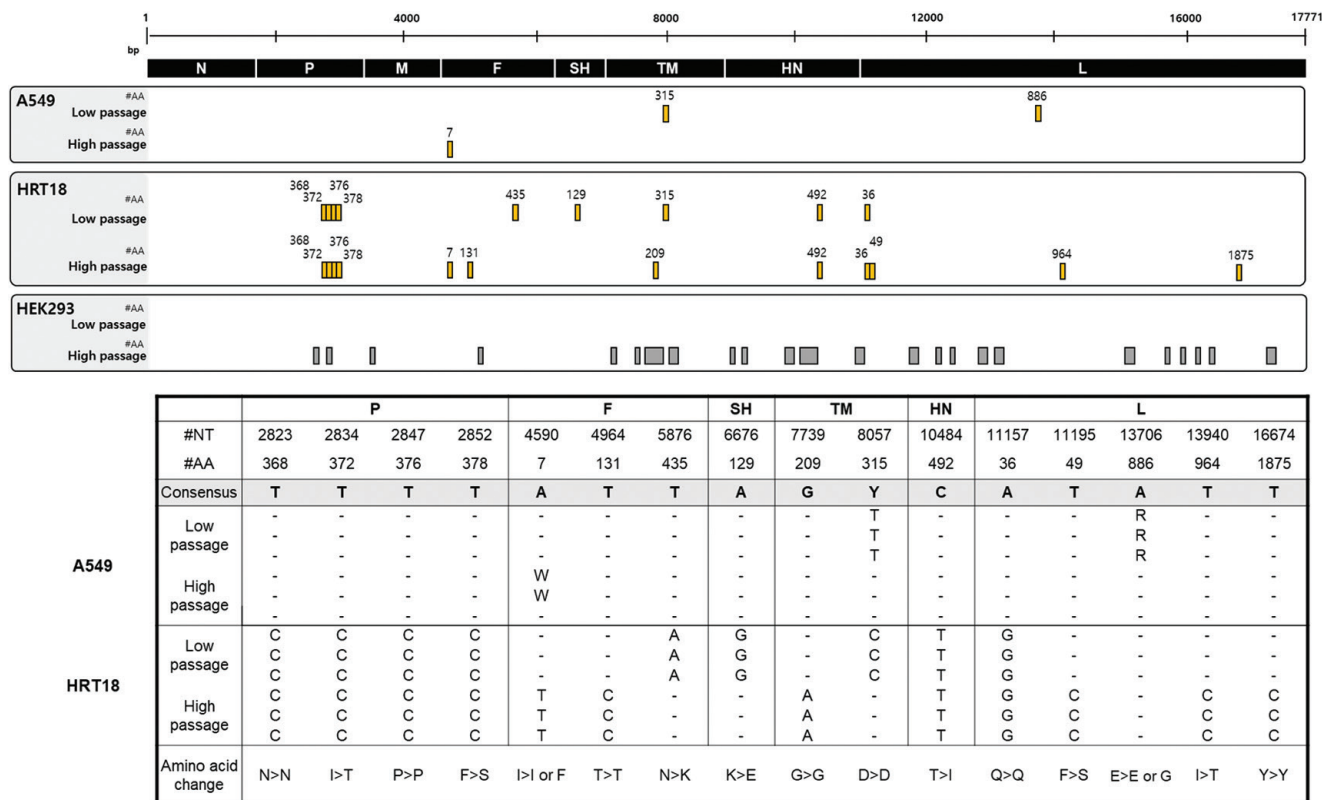 1 4000 8000 12000 16000 17771
bp
N P M F SH TM HN L
A549 #AA 315 886
Low passage
#AA 7
High passage
HRT18 368 372 376 378 435 129 315 492 36
#AA
Low passage
368 372 376 378 7 131 209 492 36 49 964 1875
#AA
High passage
HEK293 #AA
Low passage
#AA
High passage
P F SH TM HN L
#NT 2823 2834 2847 2852 4590 4964 5876 6676 7739 8057 10484 11157 11195 13706 13940 16674
#AA 368 372 376 378 7 131 435 129 209 315 492 36 49 886 964 1875
Consensus T T T T A T T A G Y C A T A T T
A549
Low passage
- - - - - - - - - T - - - R - -
- - - - - - - - - T - - - R - -
- - - - - - - - - T - - - R - -
High passage
- - - - W - - - - - - - - - - -
- - - - W - - - - - - - - - - -
- - - - - - - - - - - - - - - -
HRT18
Low passage
C C C C - - A G - C T G - - - -
C C C C - - A G - C T G - - - -
C C C C - - A G - C T G - - - -
High passage
C C C C T C - - A - T G C - C C
C C C C T C - - A - T G C - C C
C C C C T C - - A - T G C - C C
Amino acid change N>N I>T P>P F>S I>I or F T>T N>K K>E G>G D>D T>I Q>Q F>S E>E or G I>T Y>Y